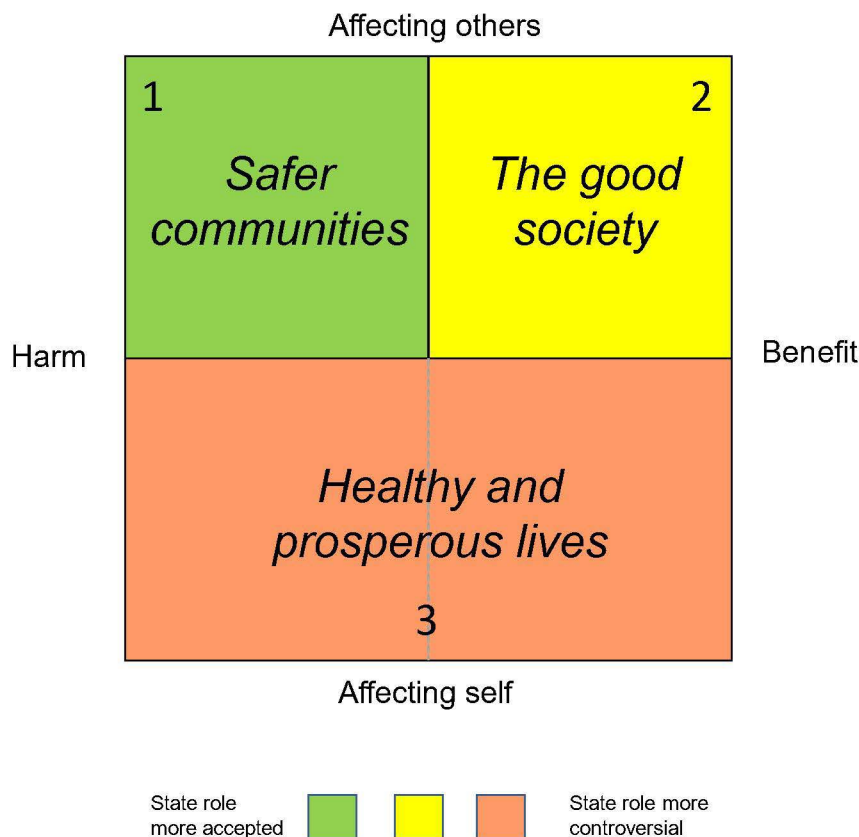 Affecting others
1
2
Safer
communities
The good
society
Harm
Benefit
Healthy and
prosperous lives
3
Affecting self
State role
more accepted
State role more
controversial